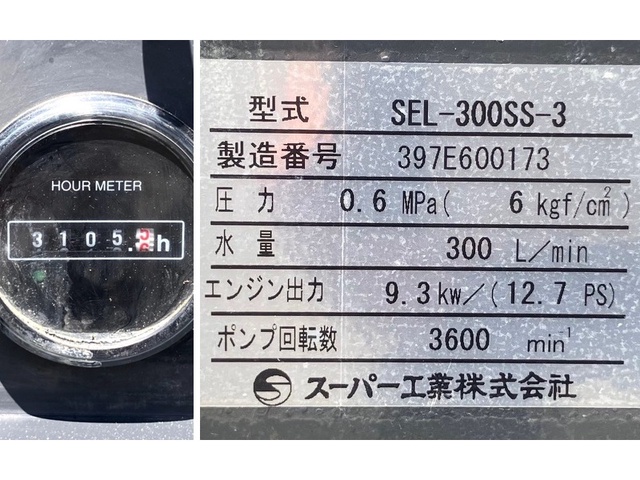 HOUR METER
3105. h
型式 SEL-300SS-3
製造番号 397E600173
圧力 0.6 MPa( 6 kgf/cm²)
水量 300 L/min
エンジン出力 9.3kw/(12.7 PS)
ポンプ回転数 3600 min¹
スーパー工業株式会社